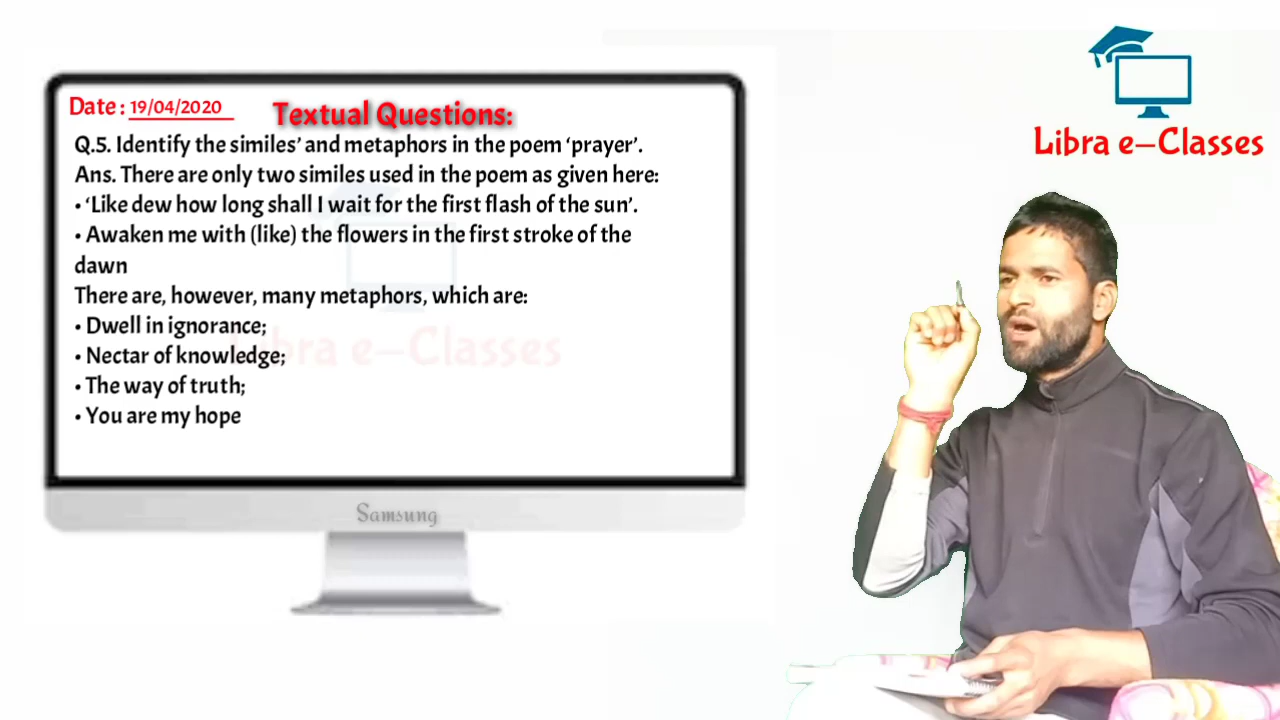 Date : 19/04/2020
Textual Questions:
Q.5. Identify the similes’ and metaphors in the poem ‘prayer’.
Ans. There are only two similes used in the poem as given here:
• ‘Like dew how long shall I wait for the first flash of the sun’.
• Awaken me with (like) the flowers in the first stroke of the
dawn
There are, however, many metaphors, which are:
• Dwell in ignorance;
• Nectar of knowledge;
• The way of truth;
• You are my hope
Libra e-Classes
Samsung
Libra e-Classes